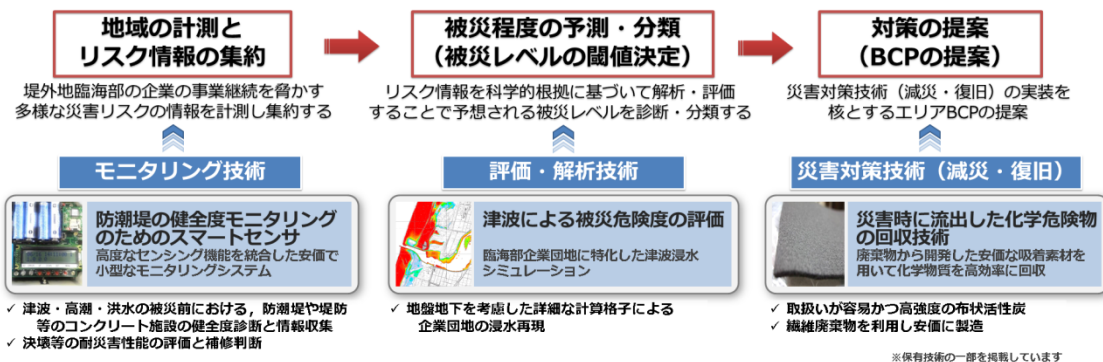 地域の計測と
リスク情報の集約
堤外地臨海部の企業の事業継続を脅かす
多様な災害リスクの情報を計測し集約する
モニタリング技術
防潮堤の健全度モニタリング
のためのスマートセンサ
高度なセンシング機能を統合した安価で
小型なモニタリングシステム
✓ 津波・高潮・洪水の被災前における，防潮堤や堤防
等のコンクリート施設の健全度診断と情報収集
✓ 決壊等の耐災害性能の評価と補修判断
被災程度の予測・分類
（被災レベルの閾値決定）
リスク情報を科学的根拠に基づいて解析・評価
することで予想される被災レベルを診断・分類する
評価・解析技術
津波による被災危険度の評価
臨海部企業団地に特化した津波浸水
シミュレーション
✓ 地盤地下を考慮した詳細な計算格子による
企業団地の浸水再現
対策の提案
（BCPの提案）
災害対策技術（減災・復旧）の実装を
核とするエリアBCPの提案
災害対策技術（減災・復旧）
災害時に流出した化学危険物
の回収技術
廃棄物から開発した安価な吸着素材を
用いて化学物質を高効率に回収
✓ 取扱いが容易かつ高強度の布状活性炭
✓ 繊維廃棄物を利用し安価に製造
※保有技術の一部を掲載しています